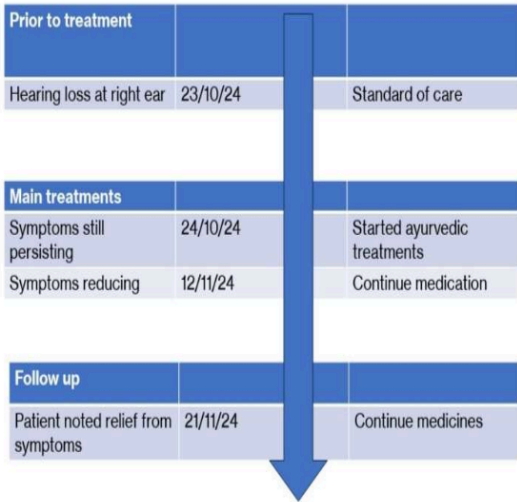 Prior to treatment
Hearing loss at right ear 23/10/24 Standard of care
Main treatments
Symptoms still persisting 24/10/24 Started ayurvedic treatments
Symptoms reducing 12/11/24 Continue medication
Follow up
Patient noted relief from symptoms 21/11/24 Continue medicines